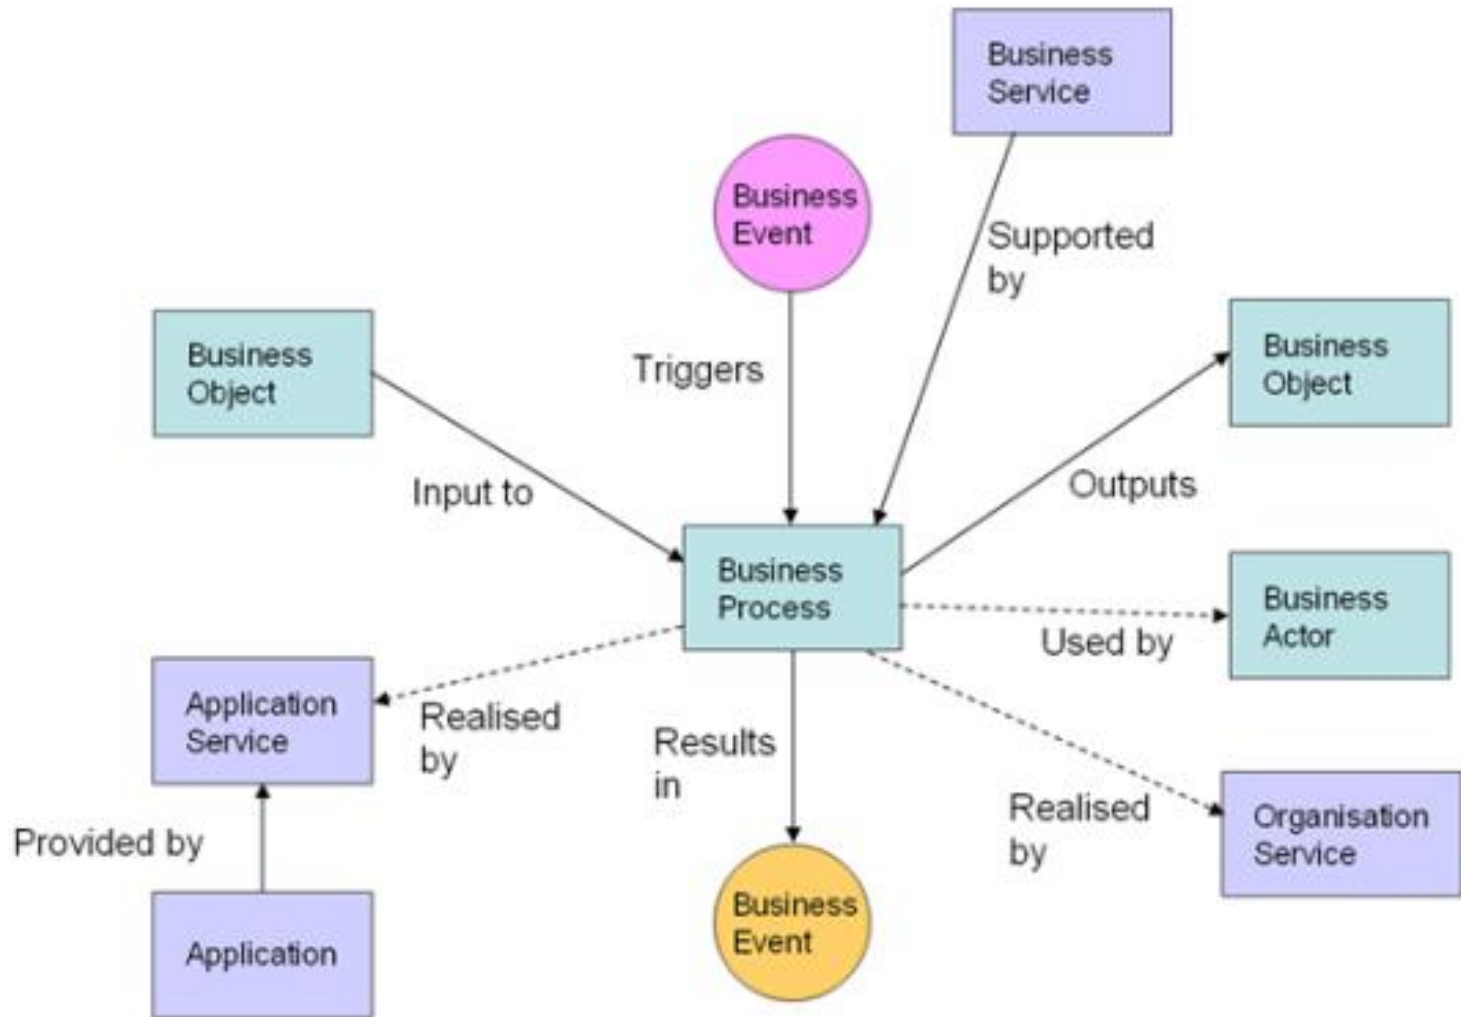 Business
Service
Business
Event
Supported
by
Business
Object
Triggers
Business
Object
Input to
Outputs
Business
Process
Business
Actor
Used by
Application
Service
Realised
by
Results
in
Realised
by
Organisation
Service
Provided by
Business
Event
Application